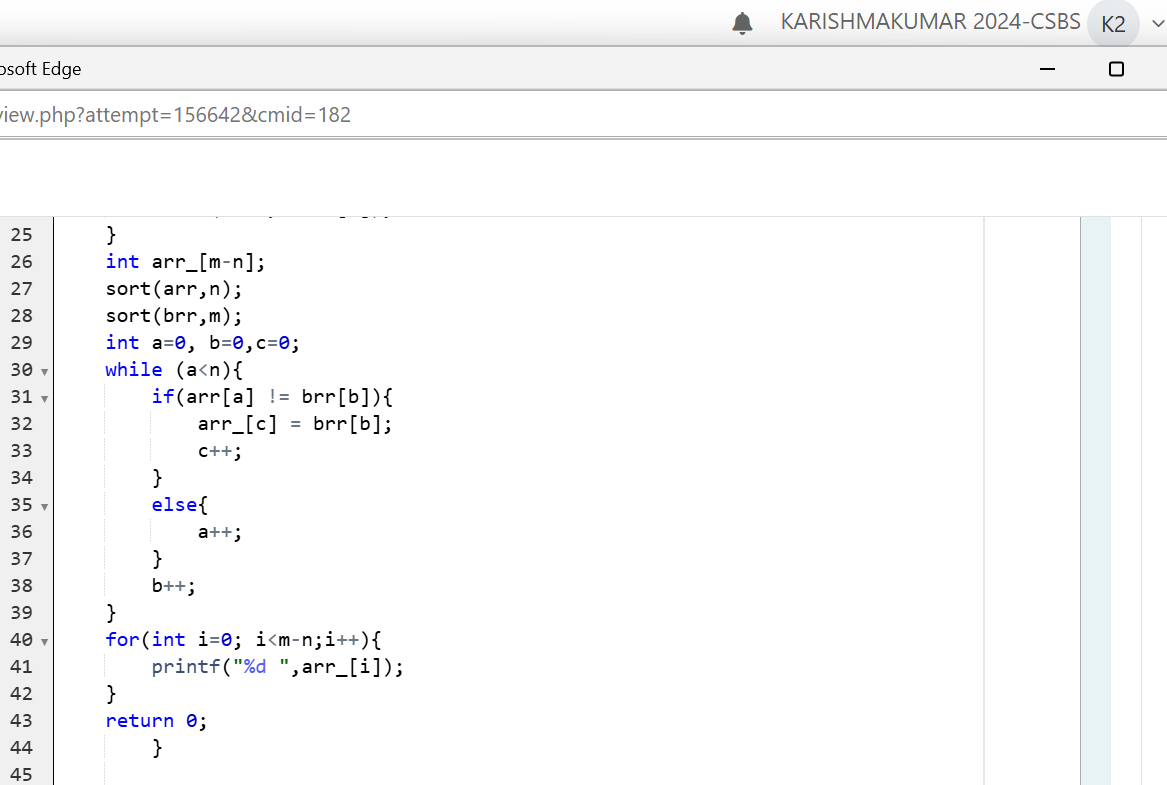 KARISHMAKUMAR 2024-CSBS K2
osoft Edge
view.php?attempt=156642&cmid=182
25 }
26 int arr_[m-n];
27 sort(arr,n);
28 sort(brr,m);
29 int a=0, b=0,c=0;
30 while (a<n){
31 if(arr[a] != brr[b]){
32 arr_[c] = brr[b];
33 c++;
34 }
35 else{
36 a++;
37 }
38 b++;
39 }
40 for(int i=0; i<m-n;i++){
41 printf("%d ",arr_[i]);
42 }
43 return 0;
44 }
45